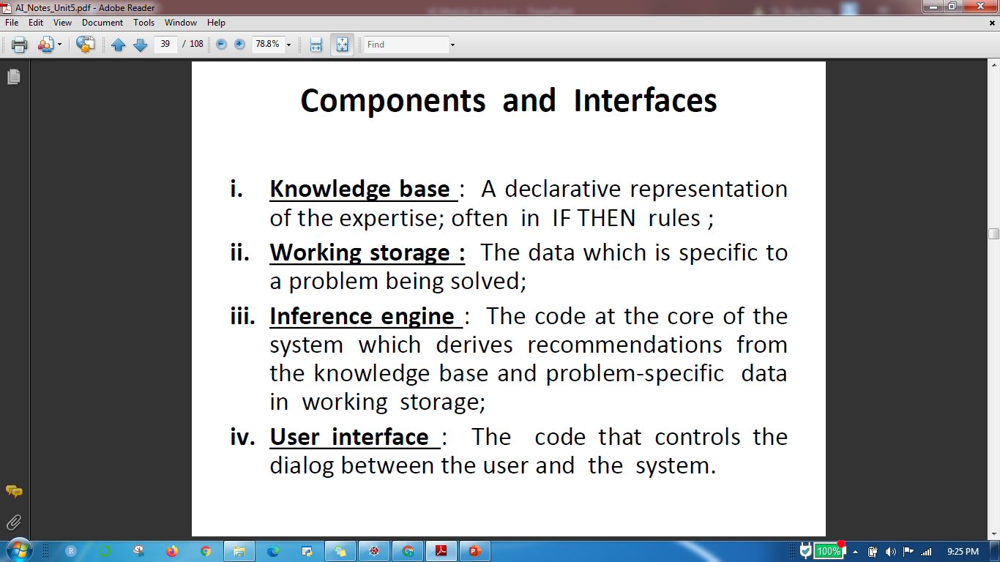 AI_Notes_Unit5.pdf - Adobe Reader
File Edit View Document Tools Window Help
39 / 108 78.8% Find
Components and Interfaces
i. Knowledge base : A declarative representation
of the expertise; often in IF THEN rules ;
ii. Working storage : The data which is specific to
a problem being solved;
iii. Inference engine : The code at the core of the
system which derives recommendations from
the knowledge base and problem-specific data
in working storage;
iv. User interface : The code that controls the
dialog between the user and the system.
100% 9:25 PM